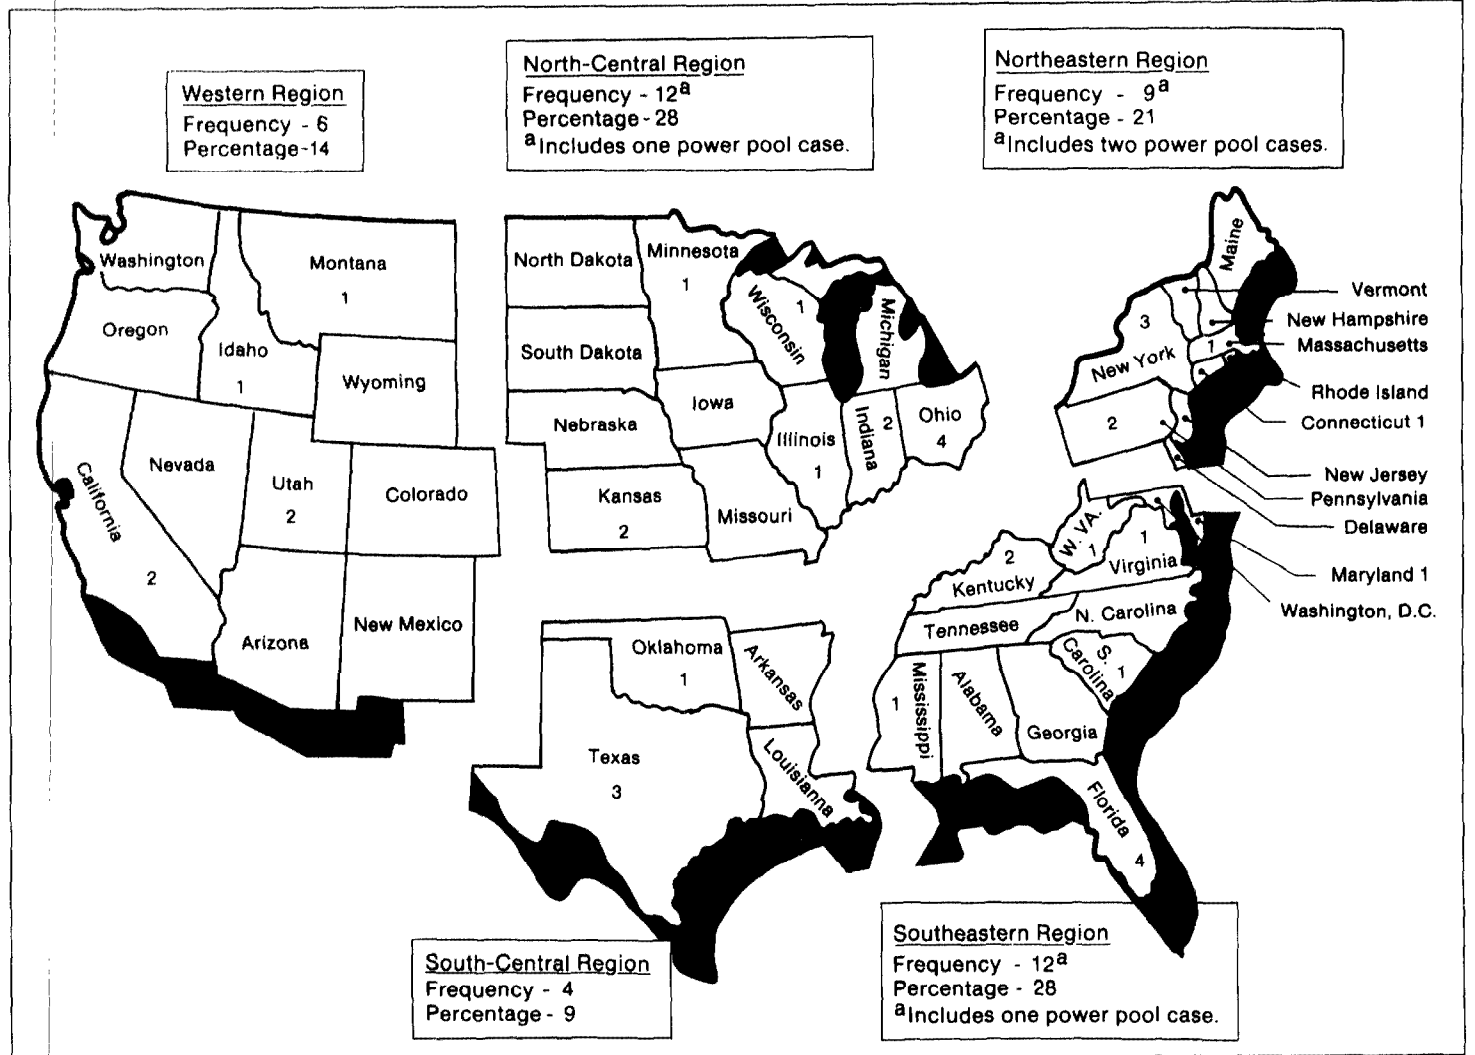 Western Region
Frequency - 6
Percentage-14
North-Central Region
Frequency - 12a
Percentage - 28
aIncludes one power pool case.
Northeastern Region
Frequency - 9a
Percentage - 21
aIncludes two power pool cases.
Washington
Montana
1
Oregon
Idaho
1
Wyoming
California
2
Nevada
Utah
2
Colorado
Arizona
New Mexico
North Dakota
Minnesota
1
South Dakota
Wisconsin
1
Michigan
Nebraska
Iowa
Illinois
1
Indiana
2
Ohio
4
Kansas
2
Missouri
Maine
Vermont
New Hampshire
3
New York
1
Massachusetts
Rhode Island
Connecticut 1
2
New Jersey
Pennsylvania
Delaware
Maryland 1
Washington, D.C.
W. VA.
1
1
Virginia
2
Kentucky
N. Carolina
Tennessee
S.
Carolina
1
Mississippi
1
Alabama
Georgia
Florida
4
Oklahoma
1
Arkansas
Texas
3
Louisianna
South-Central Region
Frequency - 4
Percentage - 9
Southeastern Region
Frequency - 12a
Percentage - 28
aIncludes one power pool case.